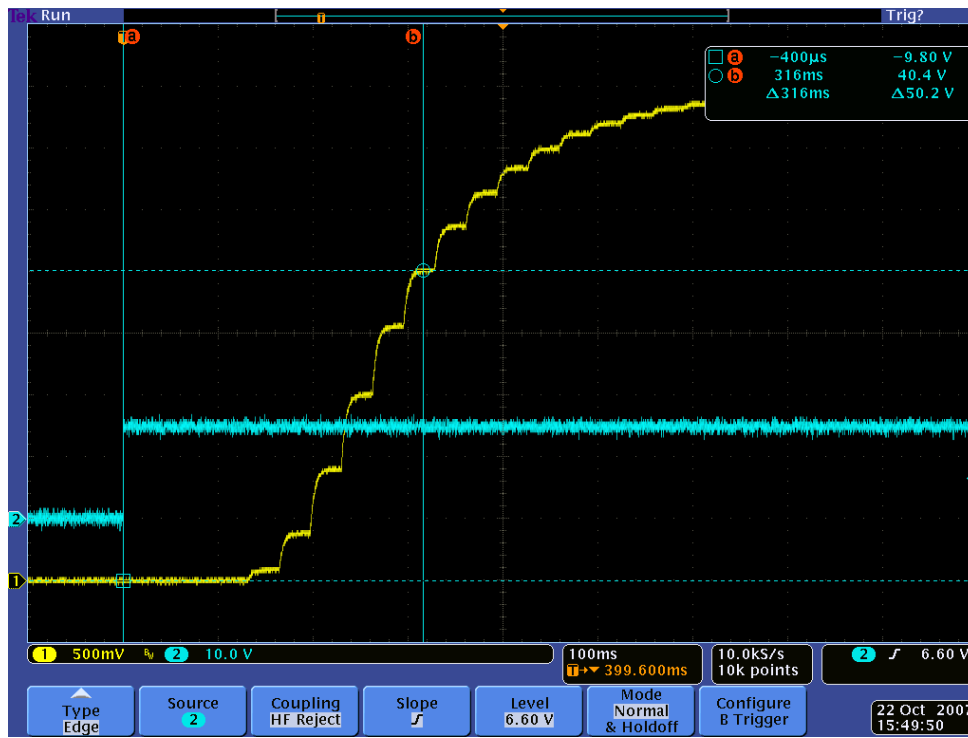 Tek Run Trig?
T
T a
b
a −400µs −9.80 V
b 316ms 40.4 V
Δ316ms Δ50.2 V
2
1
1 500mV BW 2 10.0 V
100ms
T→▼ 399.600ms
10.0kS/s
10k points
2 6.60 V
Type
Edge
Source
2
Coupling
HF Reject
Slope
Level
6.60 V
Mode
Normal
& Holdoff
Configure
B Trigger
22 Oct 2007
15:49:50